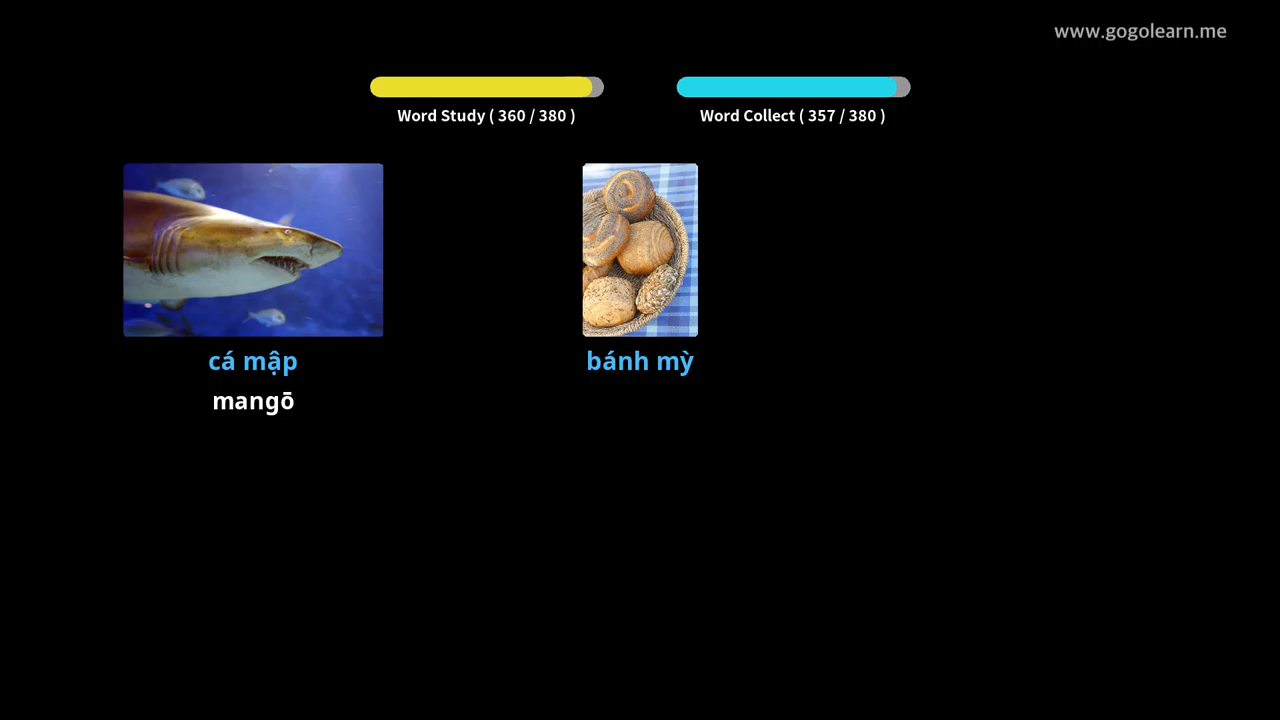 www.gogolearn.me
Word Study ( 360 / 380 )
Word Collect ( 357 / 380 )
cá mập
bánh mỳ
mangō